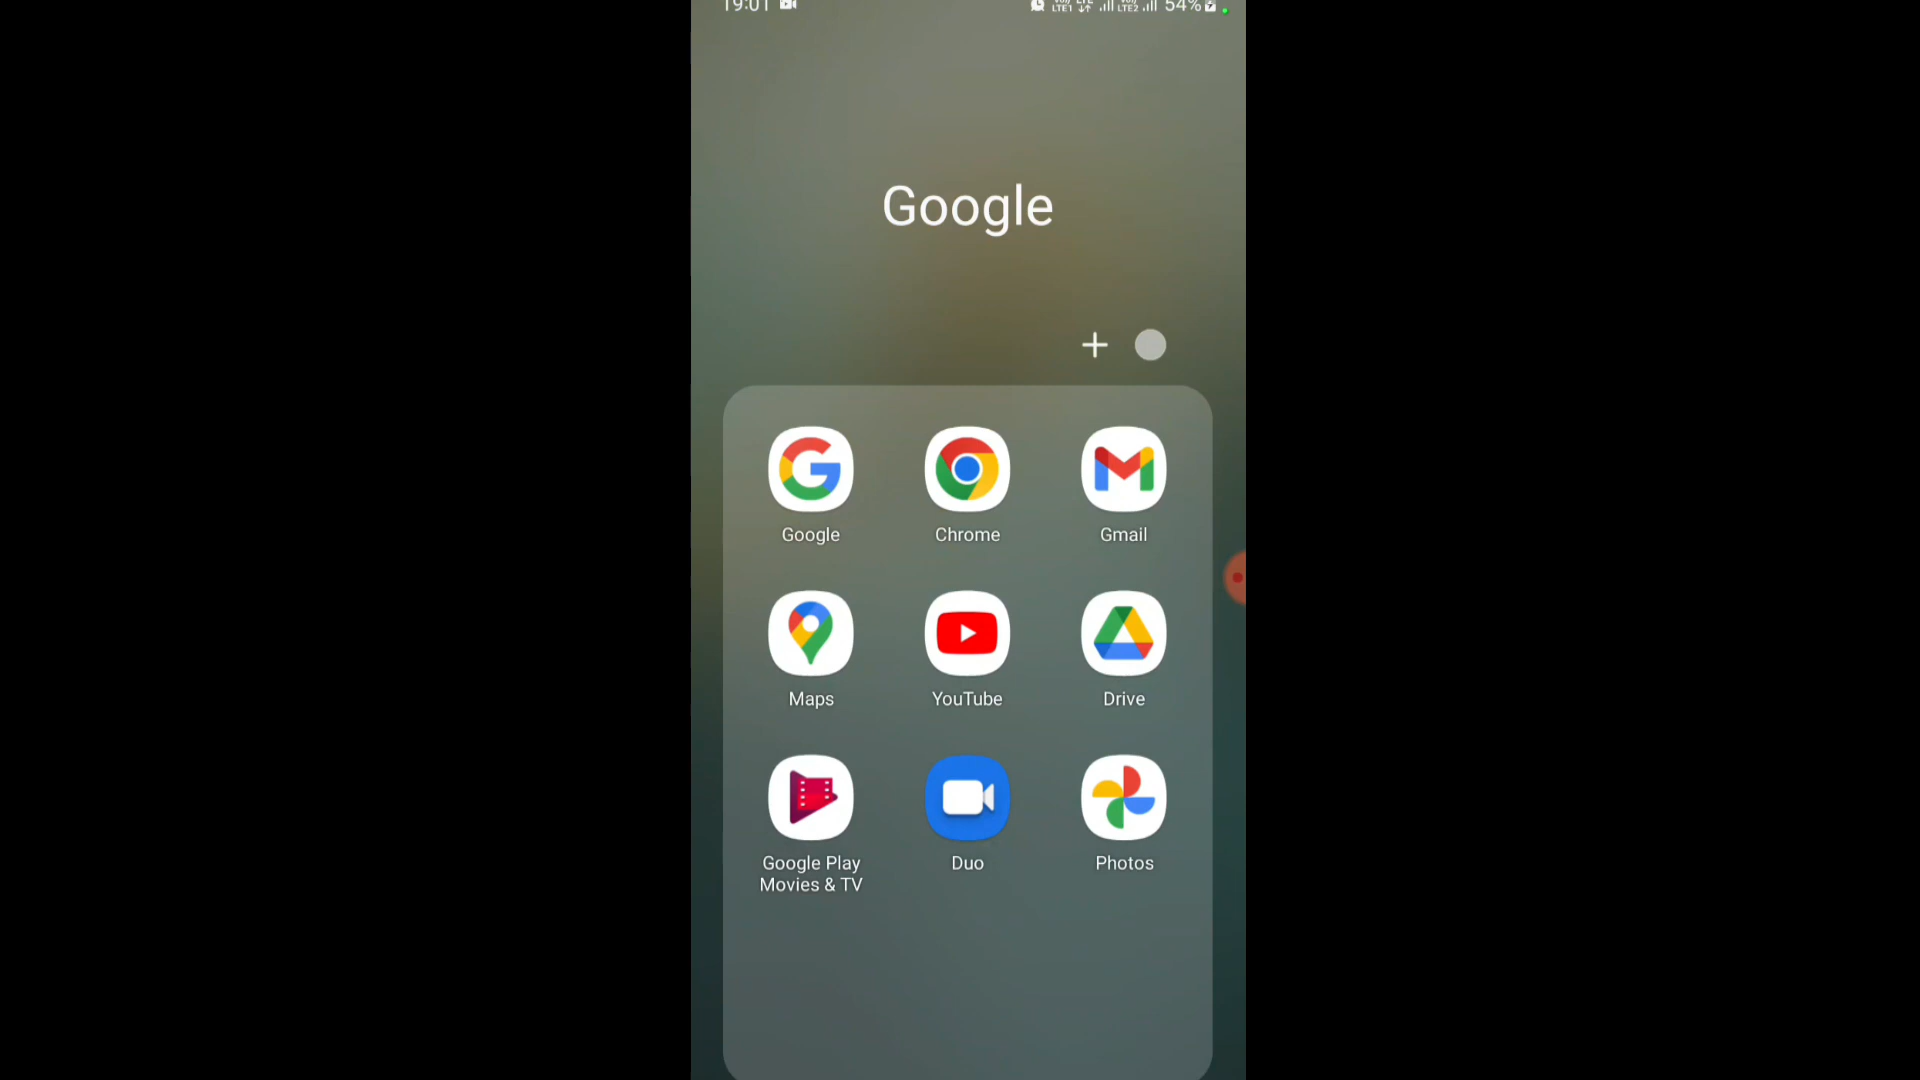 19:01 54%
Google
Google Chrome Gmail
Maps YouTube Drive
Google Play
Movies & TV
Duo Photos